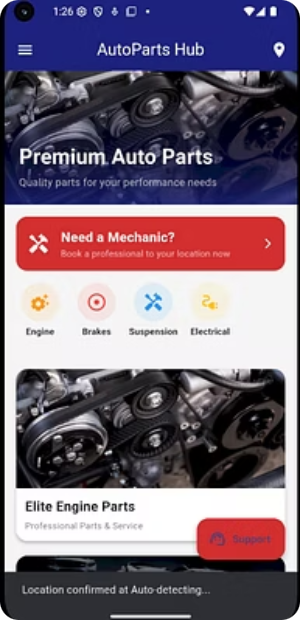 1:26
AutoParts Hub
Premium Auto Parts
Quality parts for your performance needs
Need a Mechanic?
Book a professional to your location now
Engine
Brakes
Suspension
Electrical
Elite Engine Parts
Professional Parts & Service
Support
Location confirmed at Auto-detecting...